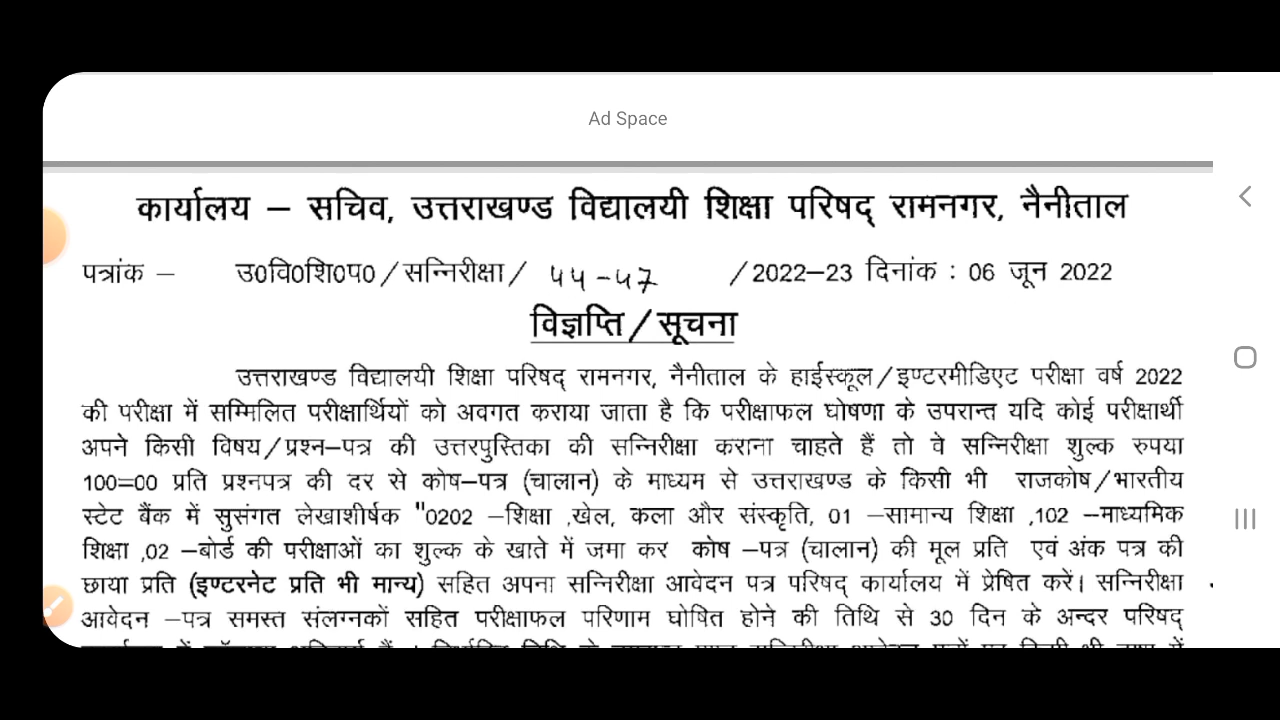 Ad Space
कार्यालय – सचिव, उत्तराखण्ड विद्यालयी शिक्षा परिषद् रामनगर, नैनीताल
पत्रांक – उ0वि0शि0प0/सन्निरीक्षा/ 44-47 /2022–23 दिनांक : 06 जून 2022
विज्ञप्ति/सूचना
उत्तराखण्ड विद्यालयी शिक्षा परिषद् रामनगर, नैनीताल के हाईस्कूल/इण्टरमीडिएट परीक्षा वर्ष 2022
की परीक्षा में सम्मिलित परीक्षार्थियों को अवगत कराया जाता है कि परीक्षाफल घोषणा के उपरान्त यदि कोई परीक्षार्थी
अपने किसी विषय/प्रश्न–पत्र की उत्तरपुस्तिका की सन्निरीक्षा कराना चाहते हैं तो वे सन्निरीक्षा शुल्क रुपया
100=00 प्रति प्रश्नपत्र की दर से कोष–पत्र (चालान) के माध्यम से उत्तराखण्ड के किसी भी राजकोष/भारतीय
स्टेट बैंक में सुसंगत लेखाशीर्षक "0202 –शिक्षा ,खेल, कला और संस्कृति, 01 –सामान्य शिक्षा ,102 –माध्यमिक
शिक्षा ,02 –बोर्ड की परीक्षाओं का शुल्क के खाते में जमा कर कोष –पत्र (चालान) की मूल प्रति एवं अंक पत्र की
छाया प्रति (इण्टरनेट प्रति भी मान्य) सहित अपना सन्निरीक्षा आवेदन पत्र परिषद् कार्यालय में प्रेषित करें। सन्निरीक्षा
आवेदन –पत्र समस्त संलग्नकों सहित परीक्षाफल परिणाम घोषित होने की तिथि से 30 दिन के अन्दर परिषद्